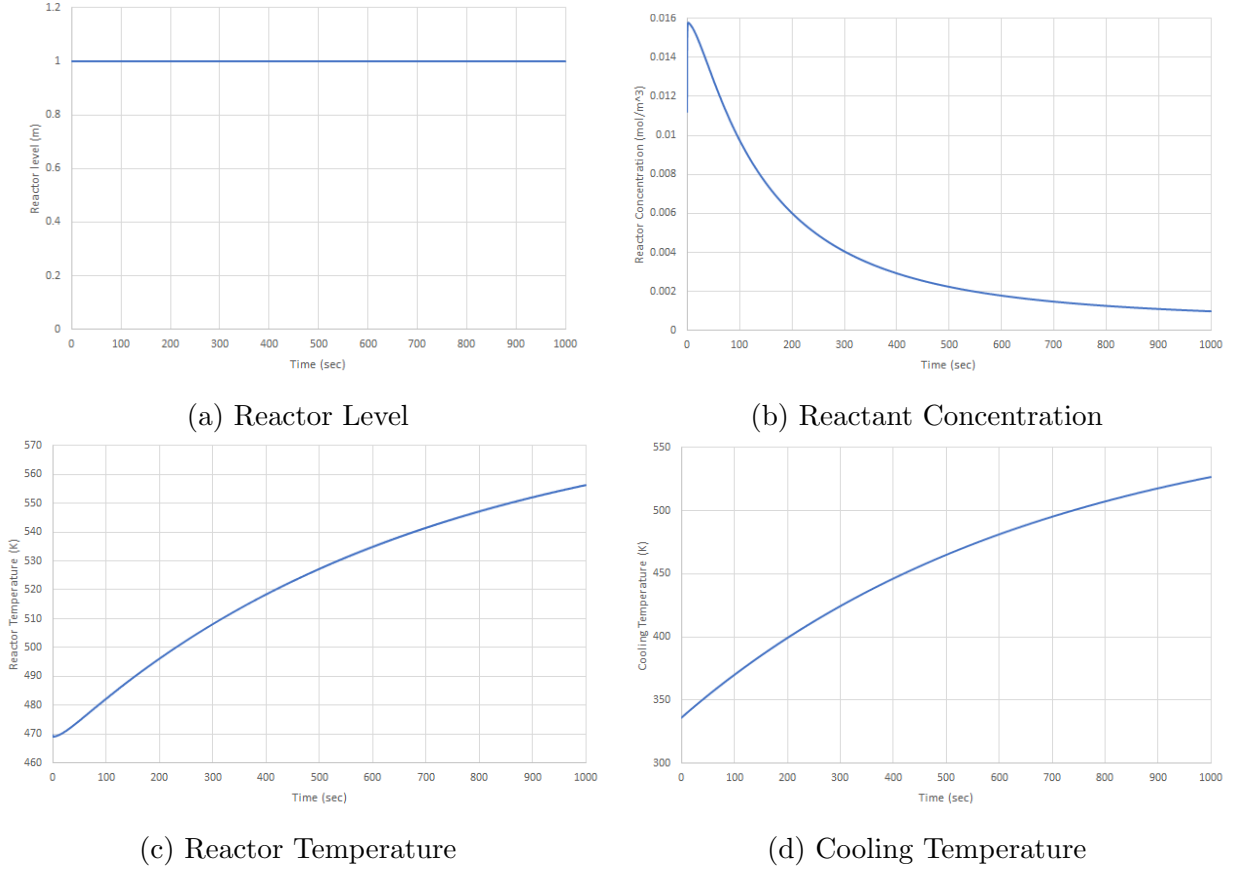 1.2
1
0.8
0.6
0.4
0.2
0
Reactor level (m)
0 100 200 300 400 500 600 700 800 900 1000
Time (sec)
(a) Reactor Level
0.016
0.014
0.012
0.01
0.008
0.006
0.004
0.002
0
Reactor Concentration (mol/m^3)
0 100 200 300 400 500 600 700 800 900 1000
Time (sec)
(b) Reactant Concentration
570
560
550
540
530
520
510
500
490
480
470
460
Reactor Temperature (K)
0 100 200 300 400 500 600 700 800 900 1000
Time (sec)
(c) Reactor Temperature
550
500
450
400
350
300
Cooling Temperature (K)
0 100 200 300 400 500 600 700 800 900 1000
Time (sec)
(d) Cooling Temperature